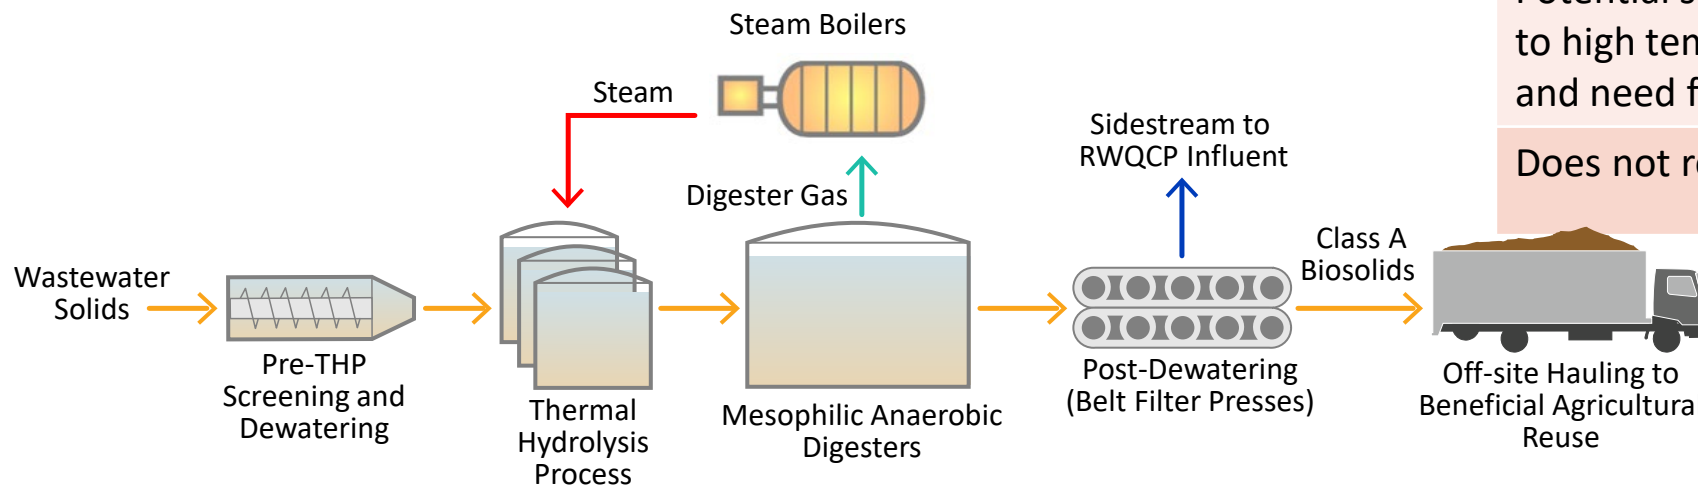 Steam Boilers
Steam
Digester Gas
Sidestream to
RWQCP Influent
to high
and need
Does not
Wastewater
Solids
Class A
Biosolids
Pre-THP
Screening and
Dewatering
Thermal
Hydrolysis
Process
Mesophilic Anaerobic
Digesters
Post-Dewatering
(Belt Filter Presses)
Off-site Hauling to
Beneficial Agricultura
Reuse